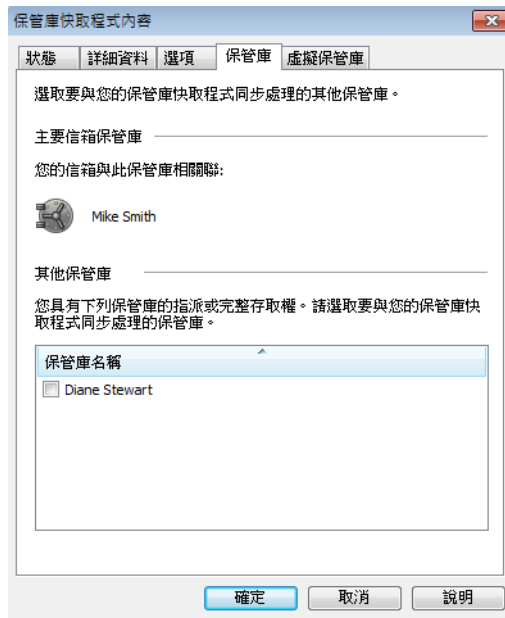 保管庫快取程式內容
狀態 詳細資料 選項 保管庫 虛擬保管庫
選取要與您的保管庫快取程式同步處理的其他保管庫。
主要信箱保管庫
您的信箱與此保管庫相關聯:
Mike Smith
其他保管庫
您具有下列保管庫的指派或完整存取權。請選取要與您的保管庫快
取程式同步處理的保管庫。
保管庫名稱
Diane Stewart
確定 取消 說明